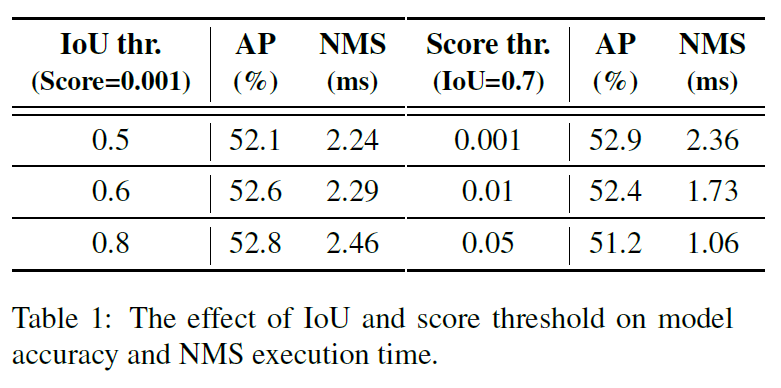 IoU thr. AP NMS Score thr. AP NMS
(Score=0.001) (%) (ms) (IoU=0.7) (%) (ms)
0.5 52.1 2.24 0.001 52.9 2.36
0.6 52.6 2.29 0.01 52.4 1.73
0.8 52.8 2.46 0.05 51.2 1.06
Table 1: The effect of IoU and score threshold on model
accuracy and NMS execution time.